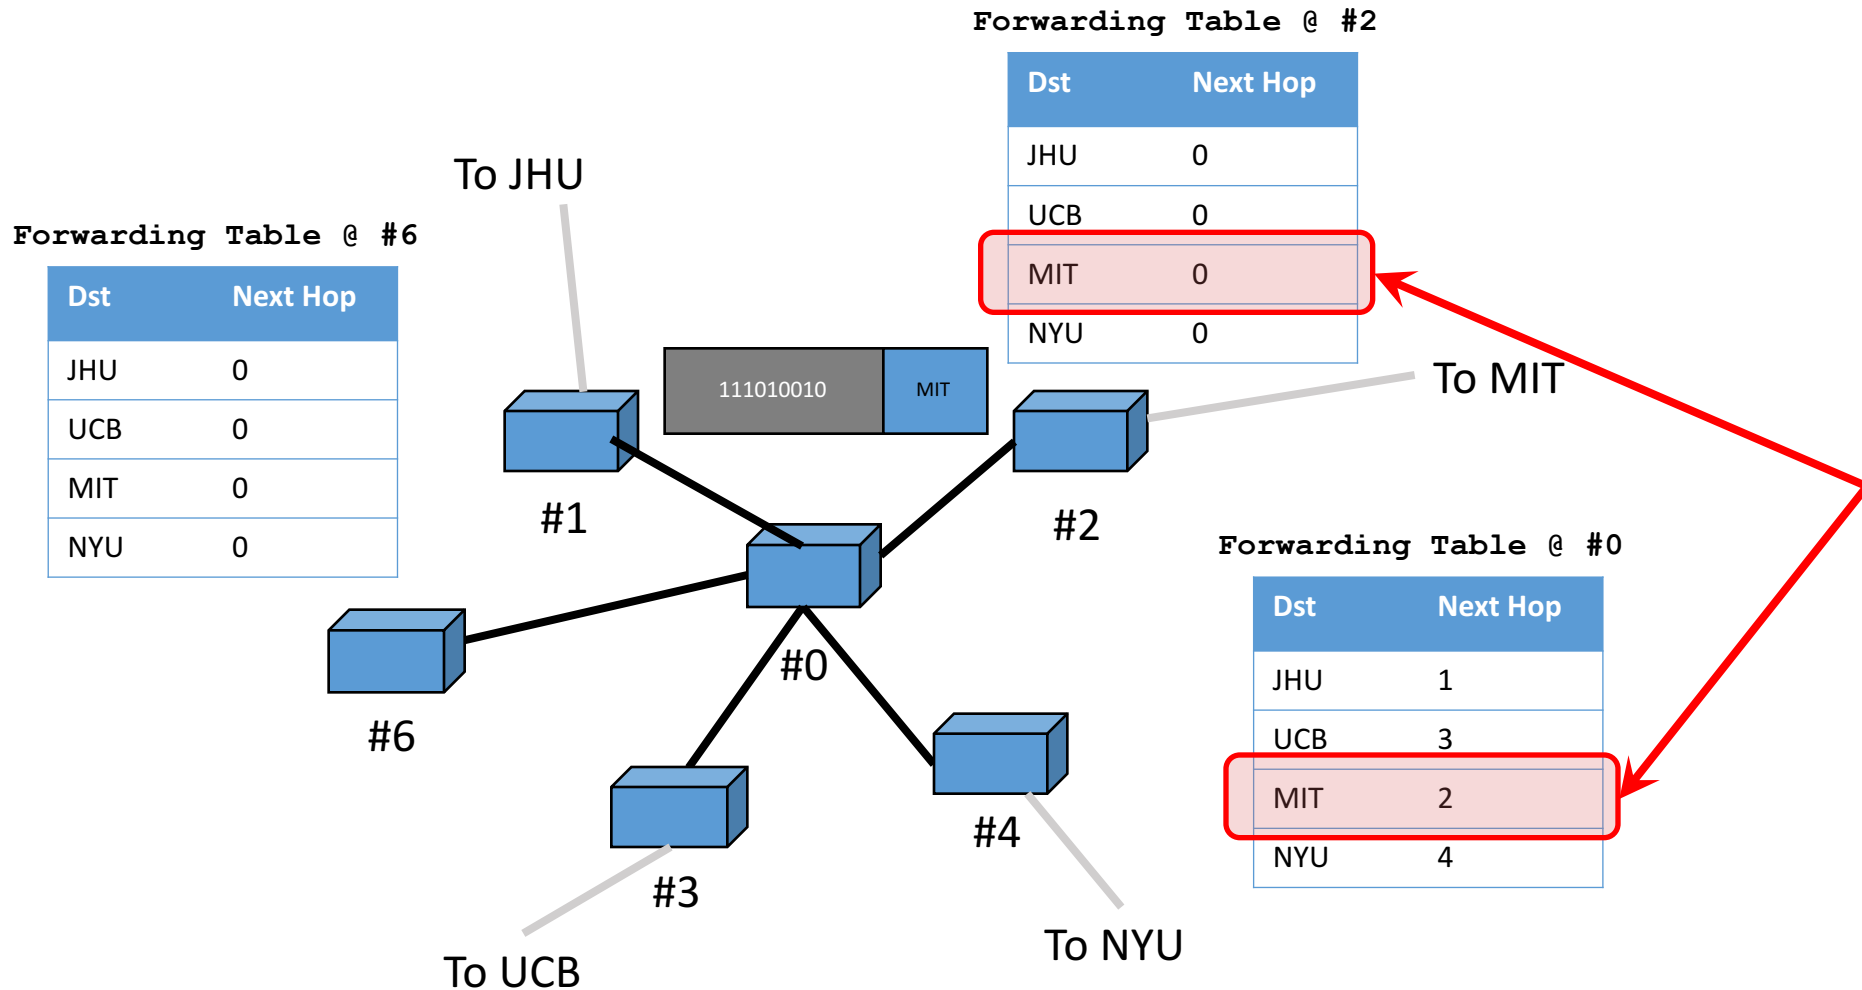 Forwarding Table @ #2
Dst Next Hop
JHU 0
UCB 0
MIT 0
NYU 0
To JHU
Forwarding Table @ #6
Dst Next Hop
JHU 0
UCB 0
MIT 0
NYU 0
111010010 MIT
To MIT
#1
#2
#0
#6
#3
#4
Forwarding Table @ #0
Dst Next Hop
JHU 1
UCB 3
MIT 2
NYU 4
To UCB
To NYU